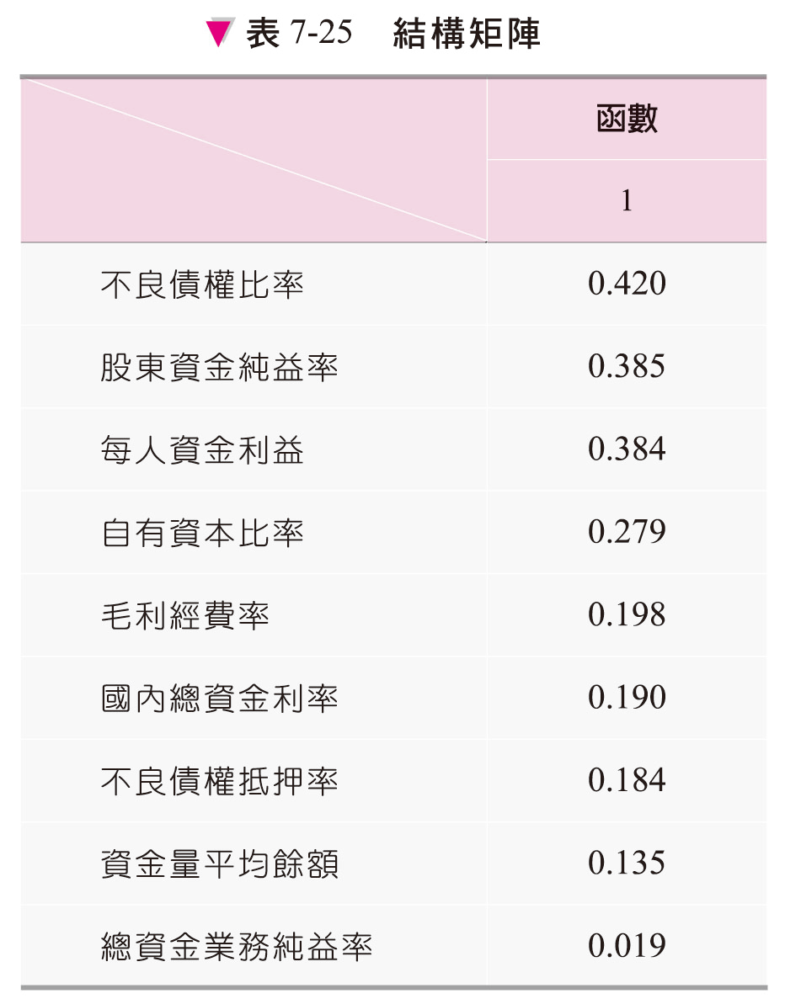 ▼ 表 7-25 結構矩陣
函數
1
不良債權比率 0.420
股東資金純益率 0.385
每人資金利益 0.384
自有資本比率 0.279
毛利經費率 0.198
國內總資金利率 0.190
不良債權抵押率 0.184
資金量平均餘額 0.135
總資金業務純益率 0.019